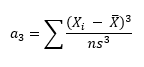 a₃ = ∑ (Xᵢ − X̄)³ / ns³